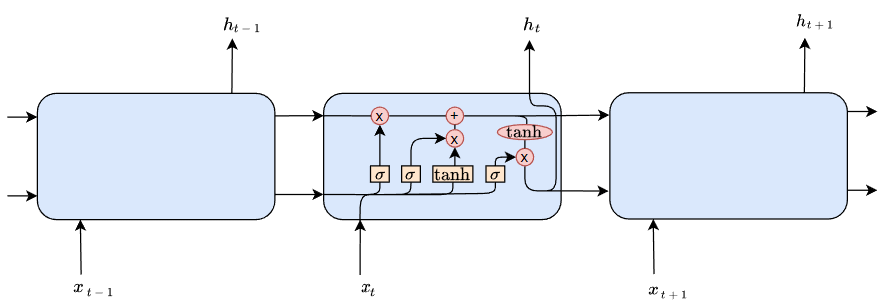 h_{t-1} h_t h_{t+1}
x + x tanh x
σ σ tanh σ
x_{t-1} x_t x_{t+1}